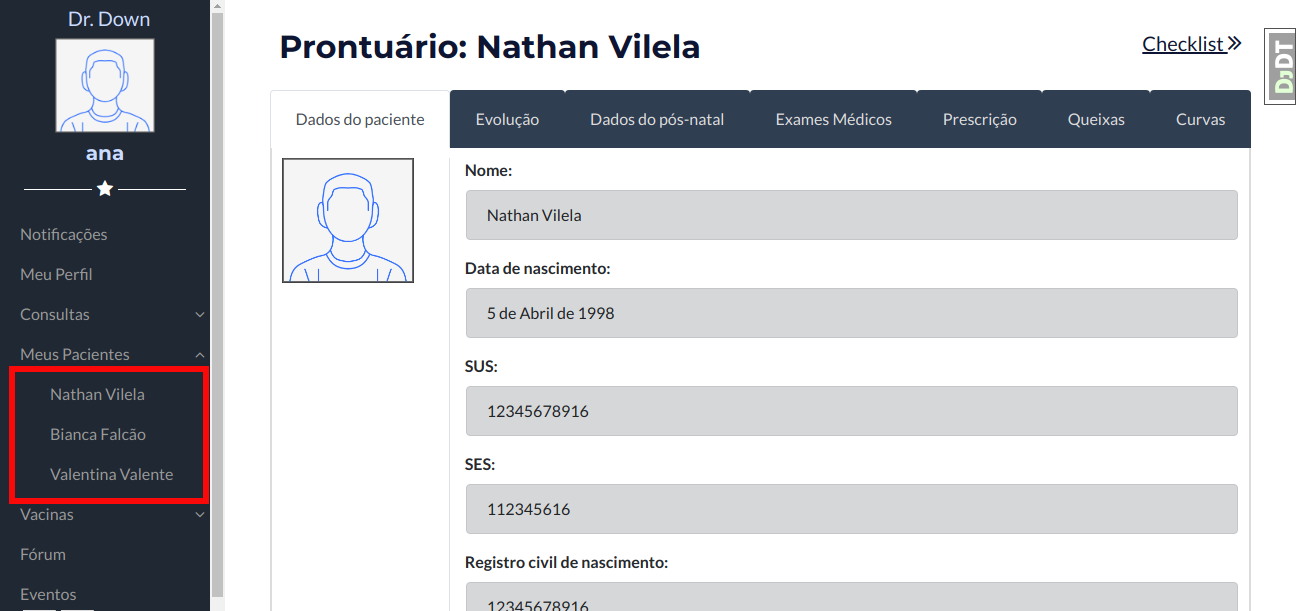 Dr. Down
ana
Notificações
Meu Perfil
Consultas
Meus Pacientes
Nathan Vilela
Bianca Falcão
Valentina Valente
Vacinas
Fórum
Eventos
Prontuário: Nathan Vilela
Checklist
DjDT
Dados do paciente
Evolução
Dados do pós-natal
Exames Médicos
Prescrição
Queixas
Curvas
Nome:
Nathan Vilela
Data de nascimento:
5 de Abril de 1998
SUS:
12345678916
SES:
112345616
Registro civil de nascimento:
12345678916